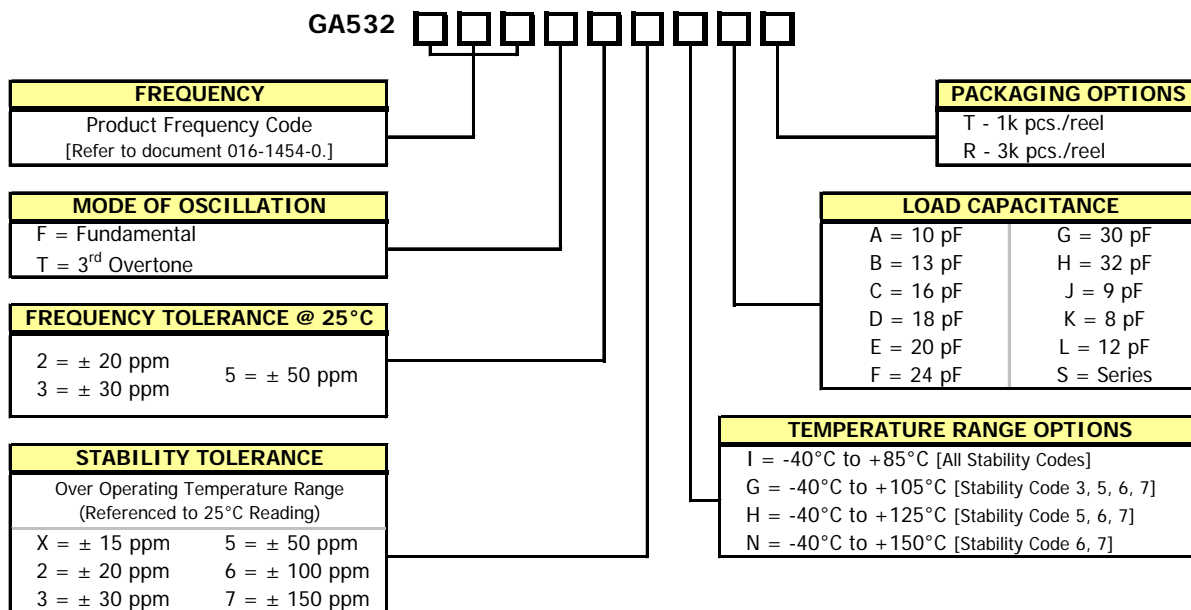 GA532
FREQUENCY
Product Frequency Code
[Refer to document 016-1454-0.]
MODE OF OSCILLATION
F = Fundamental
T = 3rd Overtone
FREQUENCY TOLERANCE @ 25°C
2 = ± 20 ppm
3 = ± 30 ppm
5 = ± 50 ppm
STABILITY TOLERANCE
Over Operating Temperature Range
(Referenced to 25°C Reading)
X = ± 15 ppm
2 = ± 20 ppm
3 = ± 30 ppm
5 = ± 50 ppm
6 = ± 100 ppm
7 = ± 150 ppm
PACKAGING OPTIONS
T - 1k pcs./reel
R - 3k pcs./reel
LOAD CAPACITANCE
A = 10 pF
B = 13 pF
C = 16 pF
D = 18 pF
E = 20 pF
F = 24 pF
G = 30 pF
H = 32 pF
J = 9 pF
K = 8 pF
L = 12 pF
S = Series
TEMPERATURE RANGE OPTIONS
I = -40°C to +85°C [All Stability Codes]
G = -40°C to +105°C [Stability Code 3, 5, 6, 7]
H = -40°C to +125°C [Stability Code 5, 6, 7]
N = -40°C to +150°C [Stability Code 6, 7]